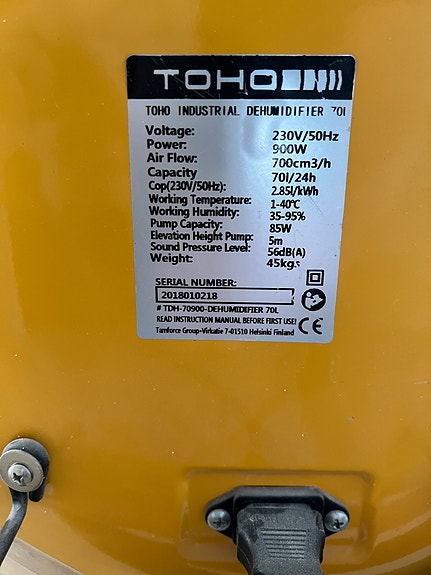 TOHO
TOHO INDUSTRIAL DEHUMIDIFIER 70L
Voltage: 230V/50Hz
Power: 900W
Air Flow: 700cm3/h
Capacity 70l/24h
Cop(230V/50Hz): 2.85l/kWh
Working Temperature: 1-40℃
Working Humidity: 35-95%
Pump Capacity: 85W
Elevation Height Pump: 5m
Sound Pressure Level: 56dB(A)
Weight: 45kgs
SERIAL NUMBER:
2018010218
# TDH-70900-DEHUMIDIFIER 70L
READ INSTRUCTION MANUAL BEFORE FIRST USE! CE
Tamforce Group-Virkatie 7-01510 Helsinki Finland